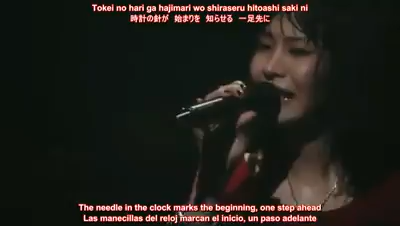 Tokei no hari ga hajimari wo shiraseru hitoashi saki ni
時計の針が 始まりを 知らせる 一足先に
The needle in the clock marks the beginning, one step ahead
Las manecillas del reloj marcan el inicio, un paso adelante